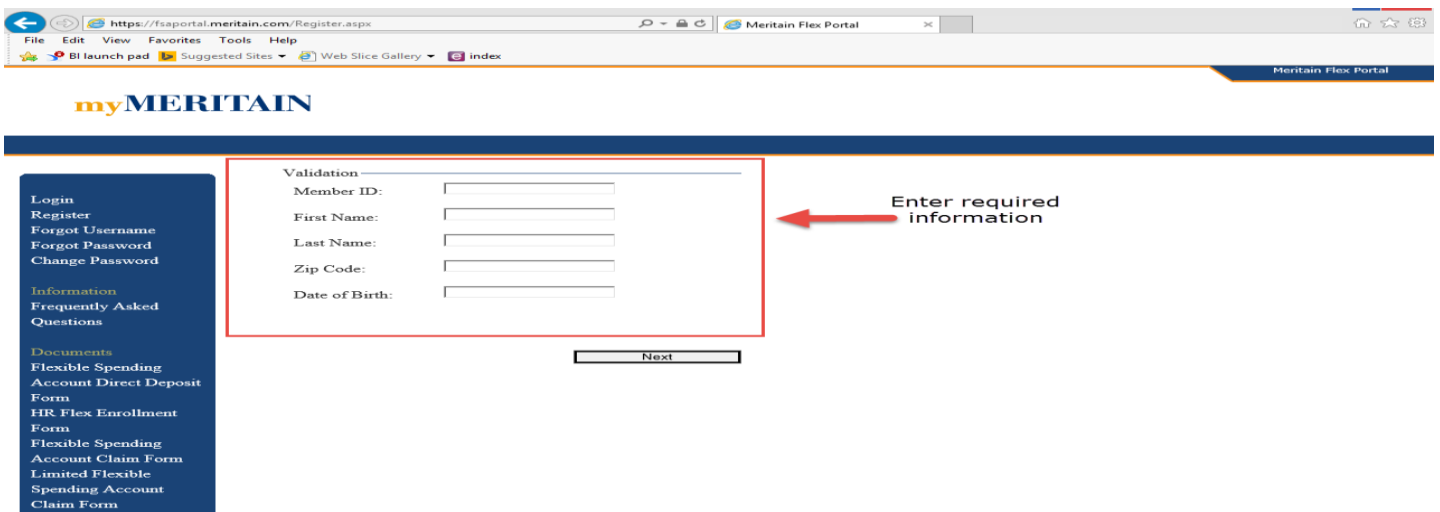 https://fsaportal.meritain.com/Register.aspx
Meritain Flex Portal
File Edit View Favorites Tools Help
BI launch pad Suggested Sites Web Slice Gallery index
Meritain Flex Portal
myMERITAIN
Login
Register
Forgot Username
Forgot Password
Change Password
Information
Frequently Asked
Questions
Documents
Flexible Spending
Account Direct Deposit
Form
HR Flex Enrollment
Form
Flexible Spending
Account Claim Form
Limited Flexible
Spending Account
Claim Form
Validation
Member ID:
First Name:
Last Name:
Zip Code:
Date of Birth:
Next
Enter required
information